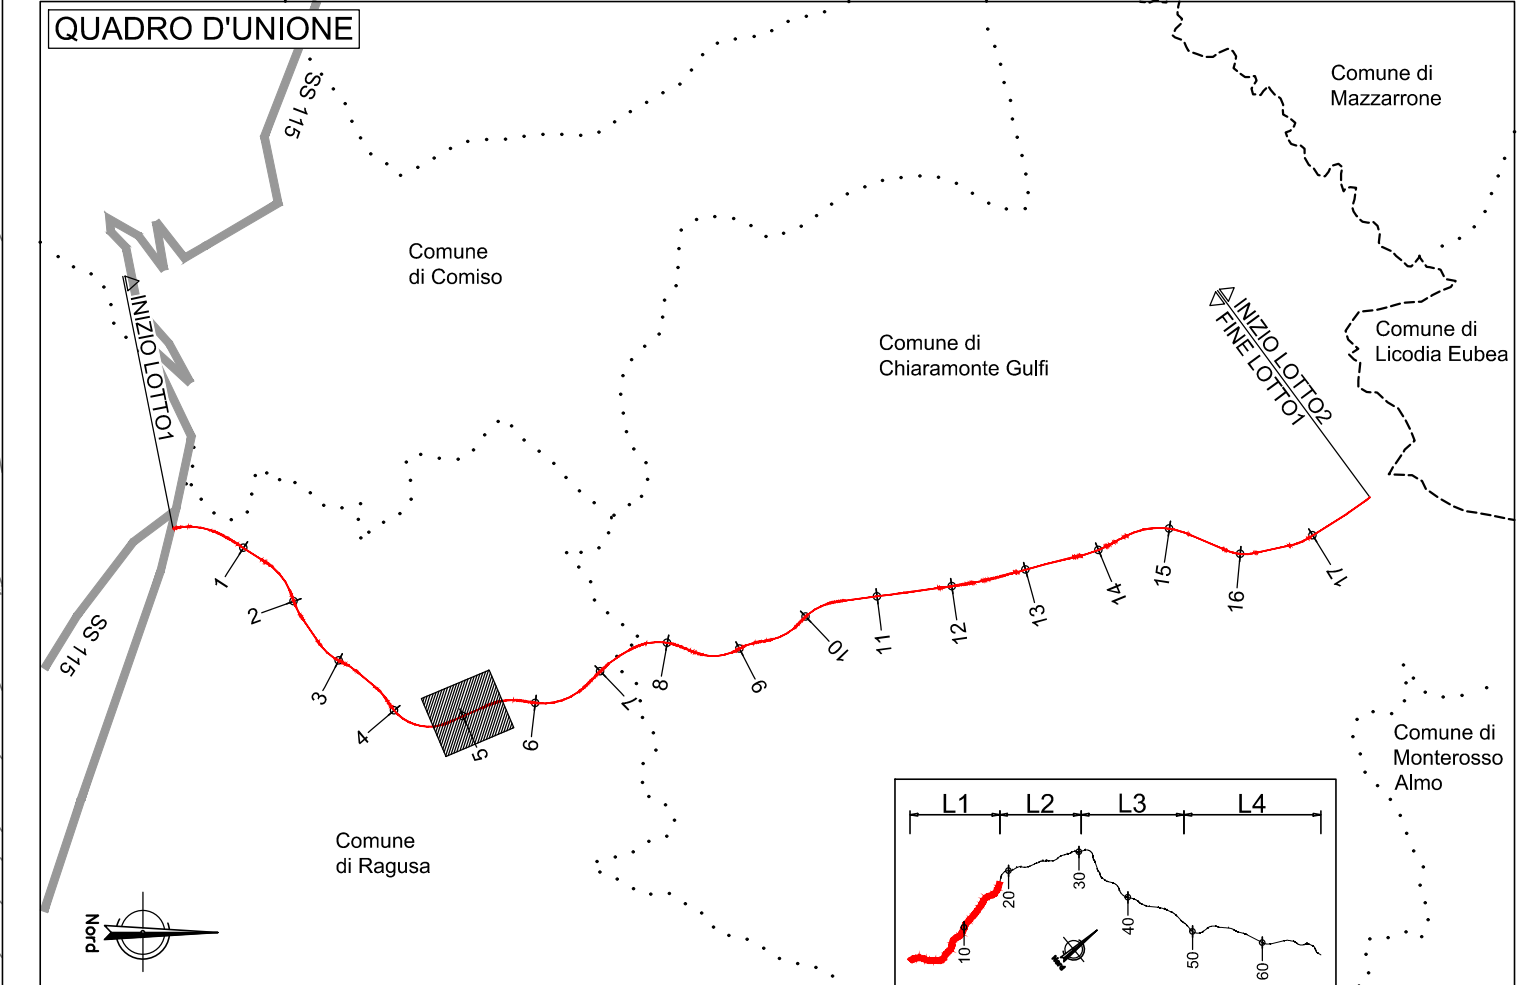 QUADRO D'UNIONE
SS 115
Comune di
Mazzarrone
Comune
di Comiso
INIZIO LOTTO1
Comune di
Chiaramonte Gulfi
INIZIO LOTTO2
FINE LOTTO1
Comune di
Licodia Eubea
1
2
3
4
5
6
7
8
9
10
11
12
13
14
15
16
17
SS 115
Comune
di Ragusa
Comune di
Monterosso
Almo
Nord
L1
L2
L3
L4
10
20
30
40
50
60
Nord